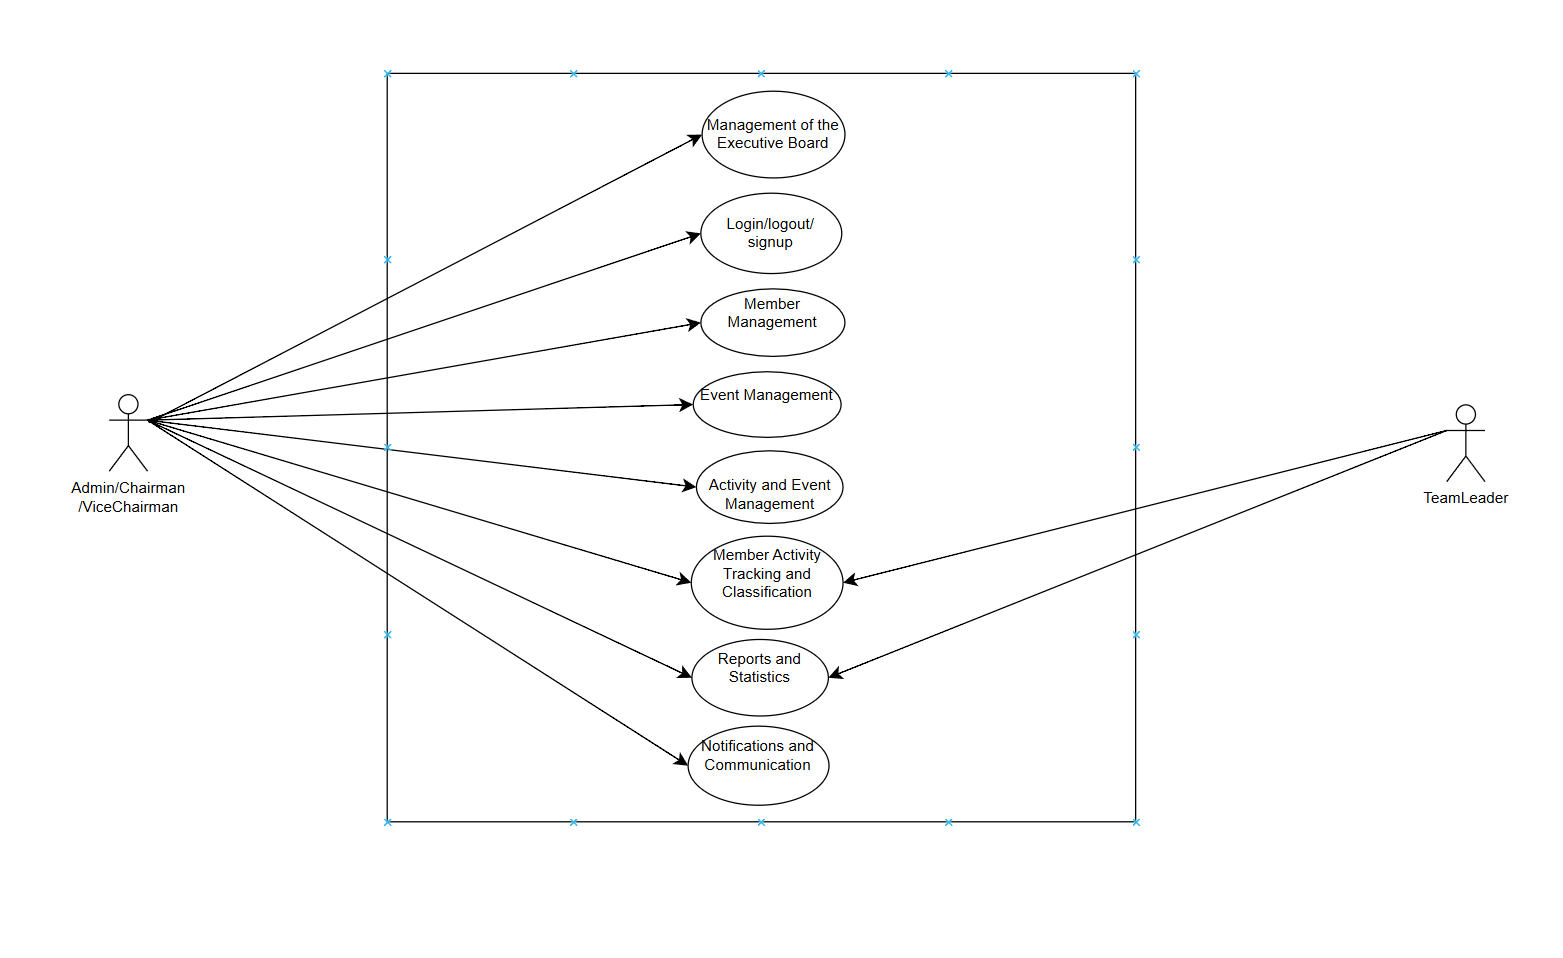 Management of the
Executive Board
Login/logout/
signup
Member
Management
Event Management
Activity and Event
Management
Member Activity
Tracking and
Classification
Reports and
Statistics
Notifications and
Communication
Admin/Chairman
/ViceChairman
TeamLeader